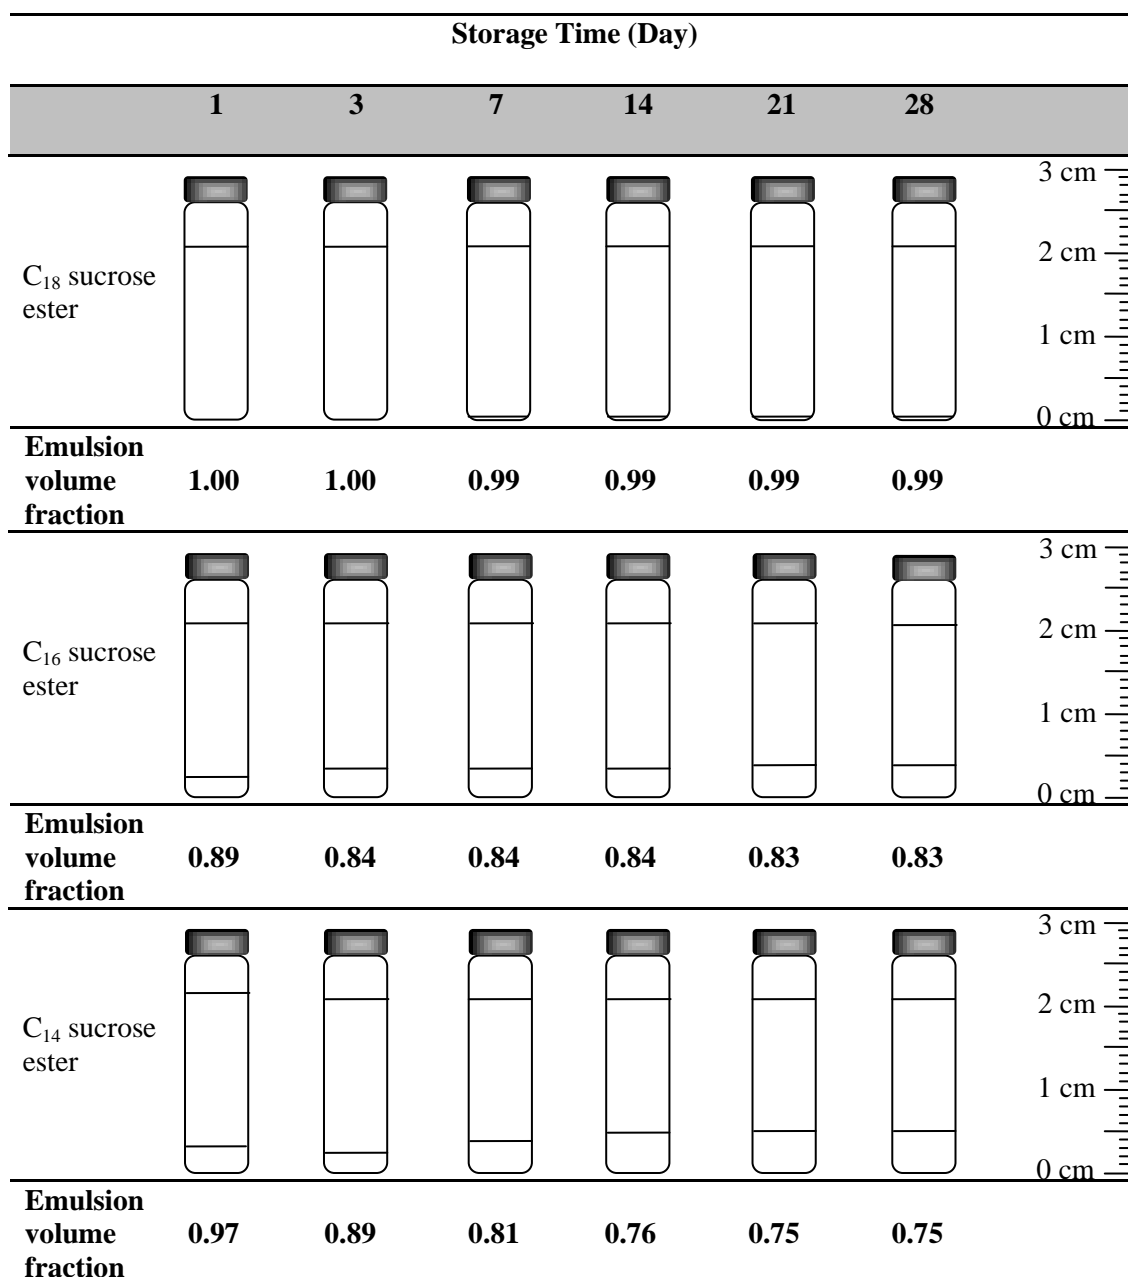 Storage Time (Day)
1 3 7 14 21 28
3 cm
2 cm
C₁₈ sucrose
ester
1 cm
0 cm
Emulsion
volume 1.00 1.00 0.99 0.99 0.99 0.99
fraction
3 cm
2 cm
C₁₆ sucrose
ester
1 cm
0 cm
Emulsion
volume 0.89 0.84 0.84 0.84 0.83 0.83
fraction
3 cm
2 cm
C₁₄ sucrose
ester
1 cm
0 cm
Emulsion
volume 0.97 0.89 0.81 0.76 0.75 0.75
fraction